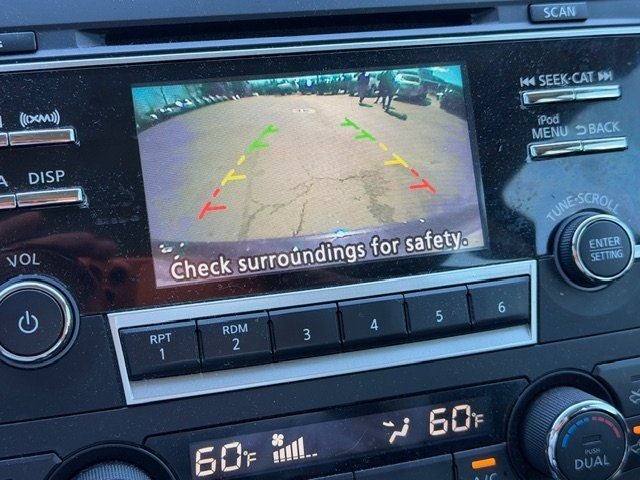 SCAN
SEEK·CAT
iPod
MENU BACK
(XM)
DISP
TUNE·SCROLL
VOL
ENTER
SETTING
Check surroundings for safety.
RPT
1
RDM
2
3
4
5
6
60°F
60°F
PUSH
DUAL
A/C